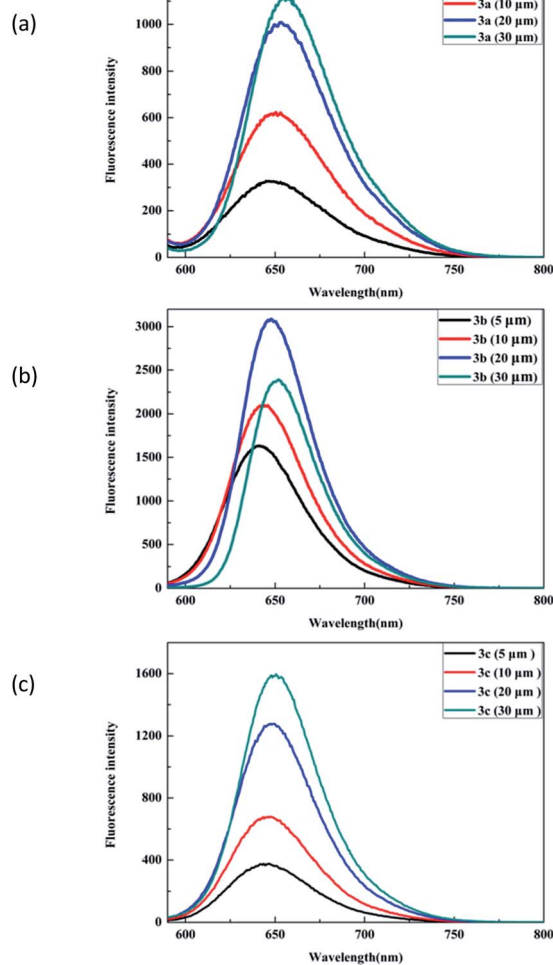 (a)
3a (10 µm)
3a (20 µm)
3a (30 µm)
1000
800
600
400
200
0
Fluorescence intensity
600 650 700 750 800
Wavelength(nm)
(b)
3b (5 µm)
3b (10 µm)
3b (20 µm)
3b (30 µm)
3000
2500
2000
1500
1000
500
0
Fluorescence intensity
600 650 700 750 800
Wavelength(nm)
(c)
3c (5 µm )
3c (10 µm )
3c (20 µm )
3c (30 µm )
1600
1200
800
400
0
Fluorescence intensity
600 650 700 750 800
Wavelength(nm)